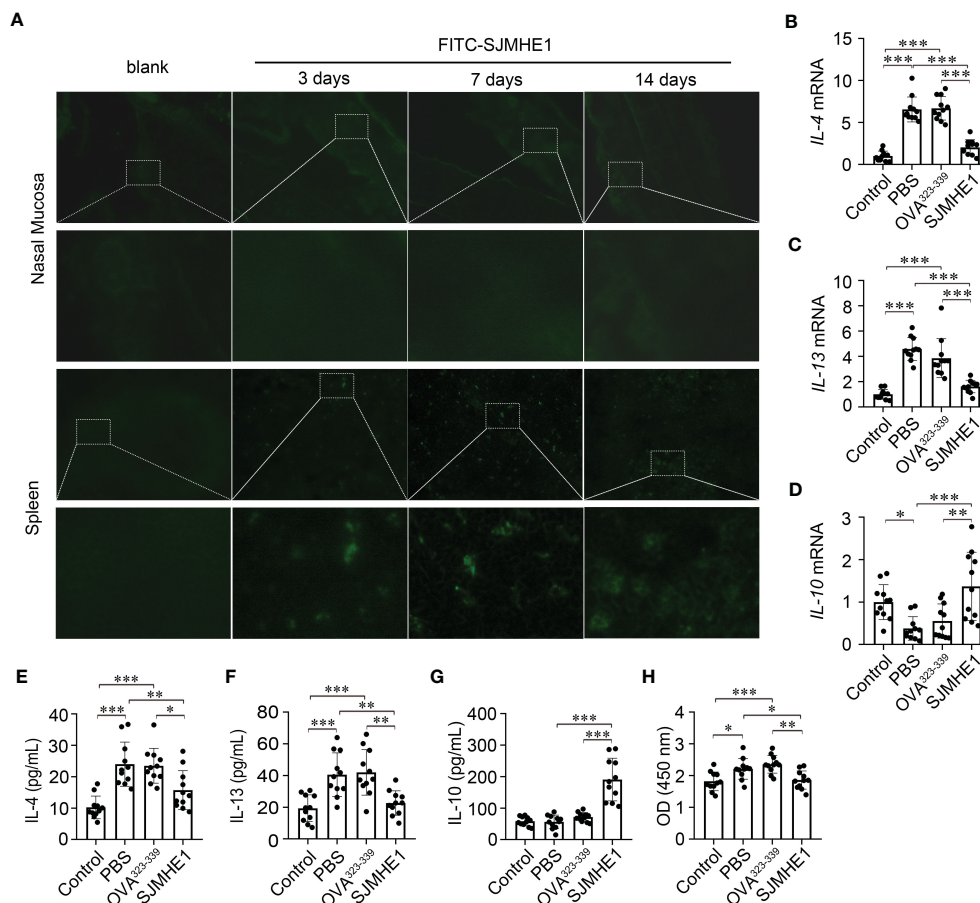 A
FITC-SJMHE1
blank
3 days
7 days
14 days
Nasal Mucosa
Spleen
B
IL-4 mRNA
15
10
5
0
***
*** ***
***
Control
PBS
OVA323-339
SJMHE1
C
IL-13 mRNA
10
8
6
4
2
0
***
***
*** ***
Control
PBS
OVA323-339
SJMHE1
D
IL-10 mRNA
3
2
1
0
***
* **
Control
PBS
OVA323-339
SJMHE1
E
IL-4 (pg/mL)
40
30
20
10
0
***
**
*** *
Control
PBS
OVA323-339
SJMHE1
F
IL-13 (pg/mL)
80
60
40
20
0
***
**
*** **
Control
PBS
OVA323-339
SJMHE1
G
IL-10 (pg/mL)
400
300
200
100
0
***
***
Control
PBS
OVA323-339
SJMHE1
H
OD (450 nm)
4
3
2
1
0
***
*
* **
Control
PBS
OVA323-339
SJMHE1